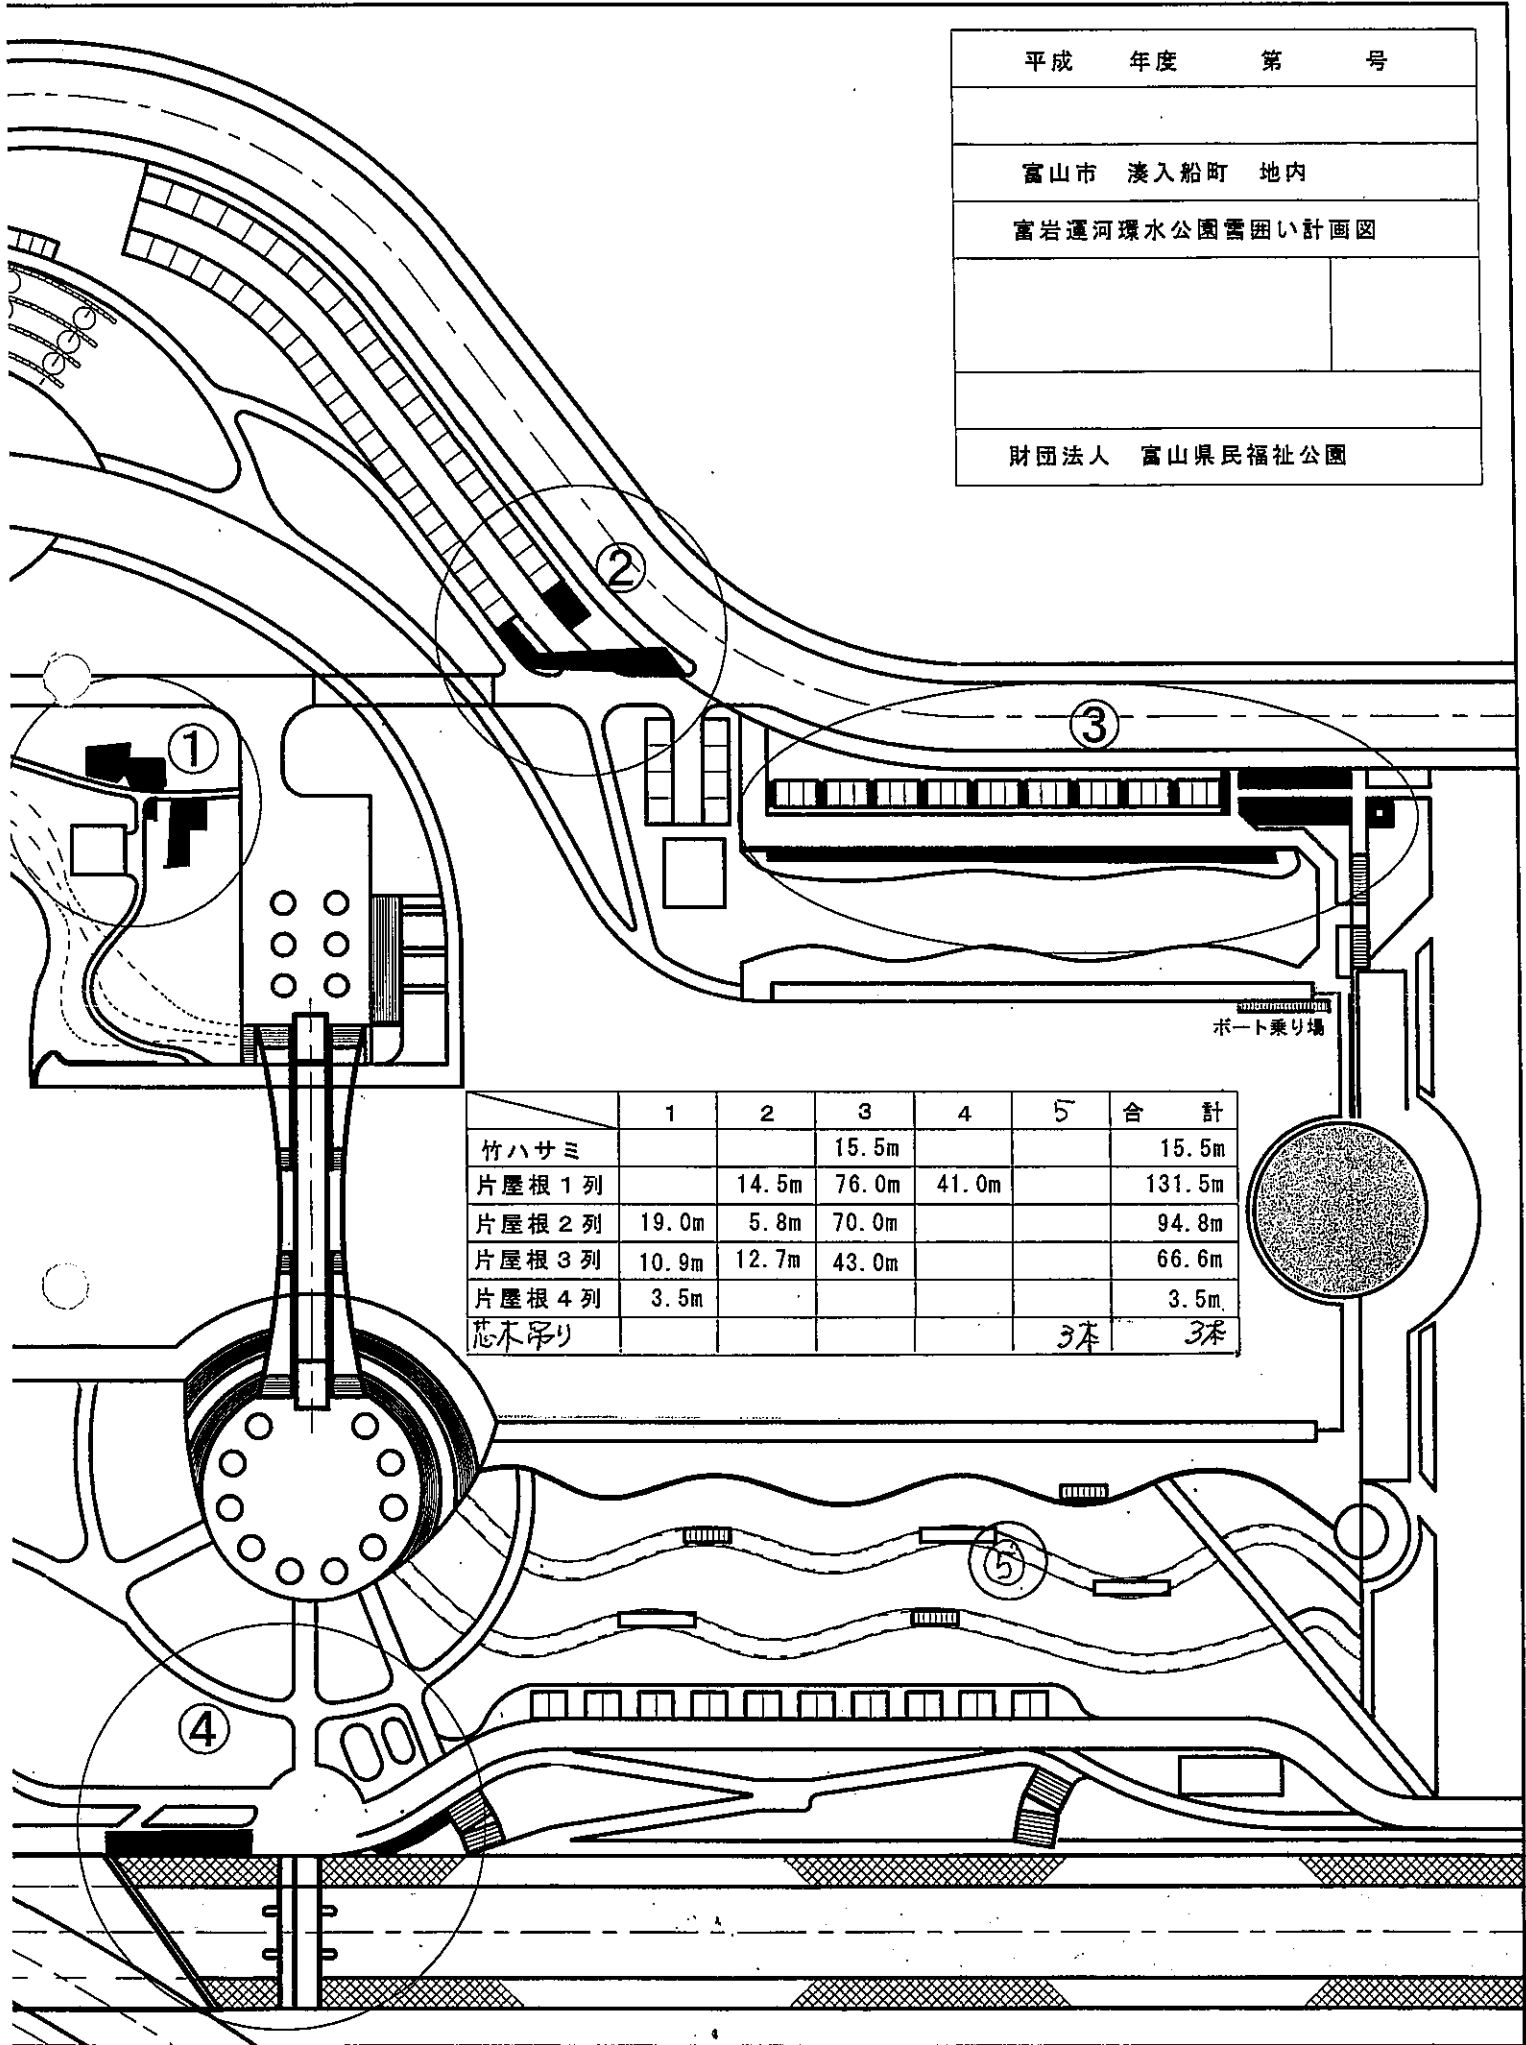 平成 年度 第 号
富山市 湊入船町 地内
富岩運河環水公園雪囲い計画図
財団法人 富山県民福祉公園
②
③
①
ボート乗り場
1 2 3 4 5 合 計
竹ハサミ 15.5m 15.5m
片屋根1列 14.5m 76.0m 41.0m 131.5m
片屋根2列 19.0m 5.8m 70.0m 94.8m
片屋根3列 10.9m 12.7m 43.0m 66.6m
片屋根4列 3.5m 3.5m
芯木吊り 3本 3本
⑤
④